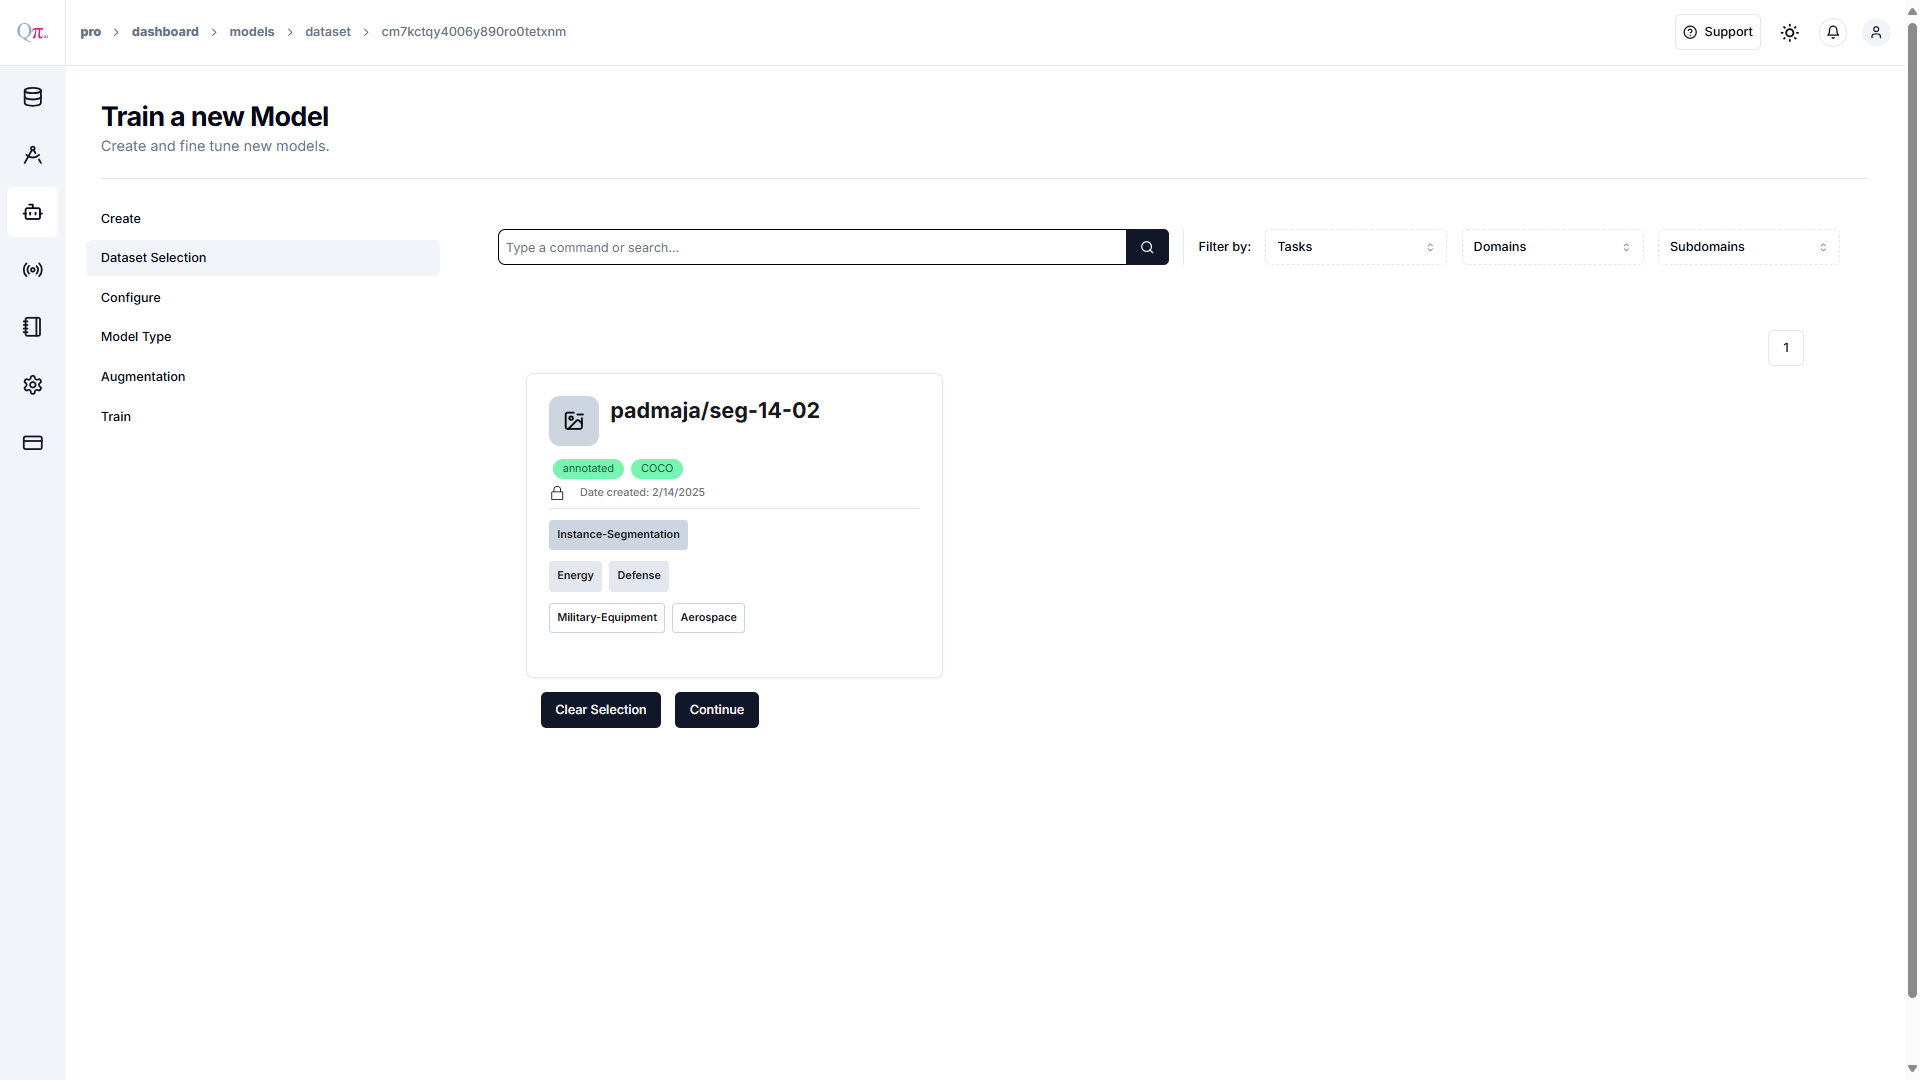 Qπ.ai
pro > dashboard > models > dataset > cm7kctqy4006y890ro0tetxnm
Support
Train a new Model
Create and fine tune new models.
Create
Dataset Selection
Configure
Model Type
Augmentation
Train
Type a command or search...
Filter by:
Tasks
Domains
Subdomains
1
padmaja/seg-14-02
annotated
COCO
Date created: 2/14/2025
Instance-Segmentation
Energy
Defense
Military-Equipment
Aerospace
Clear Selection
Continue